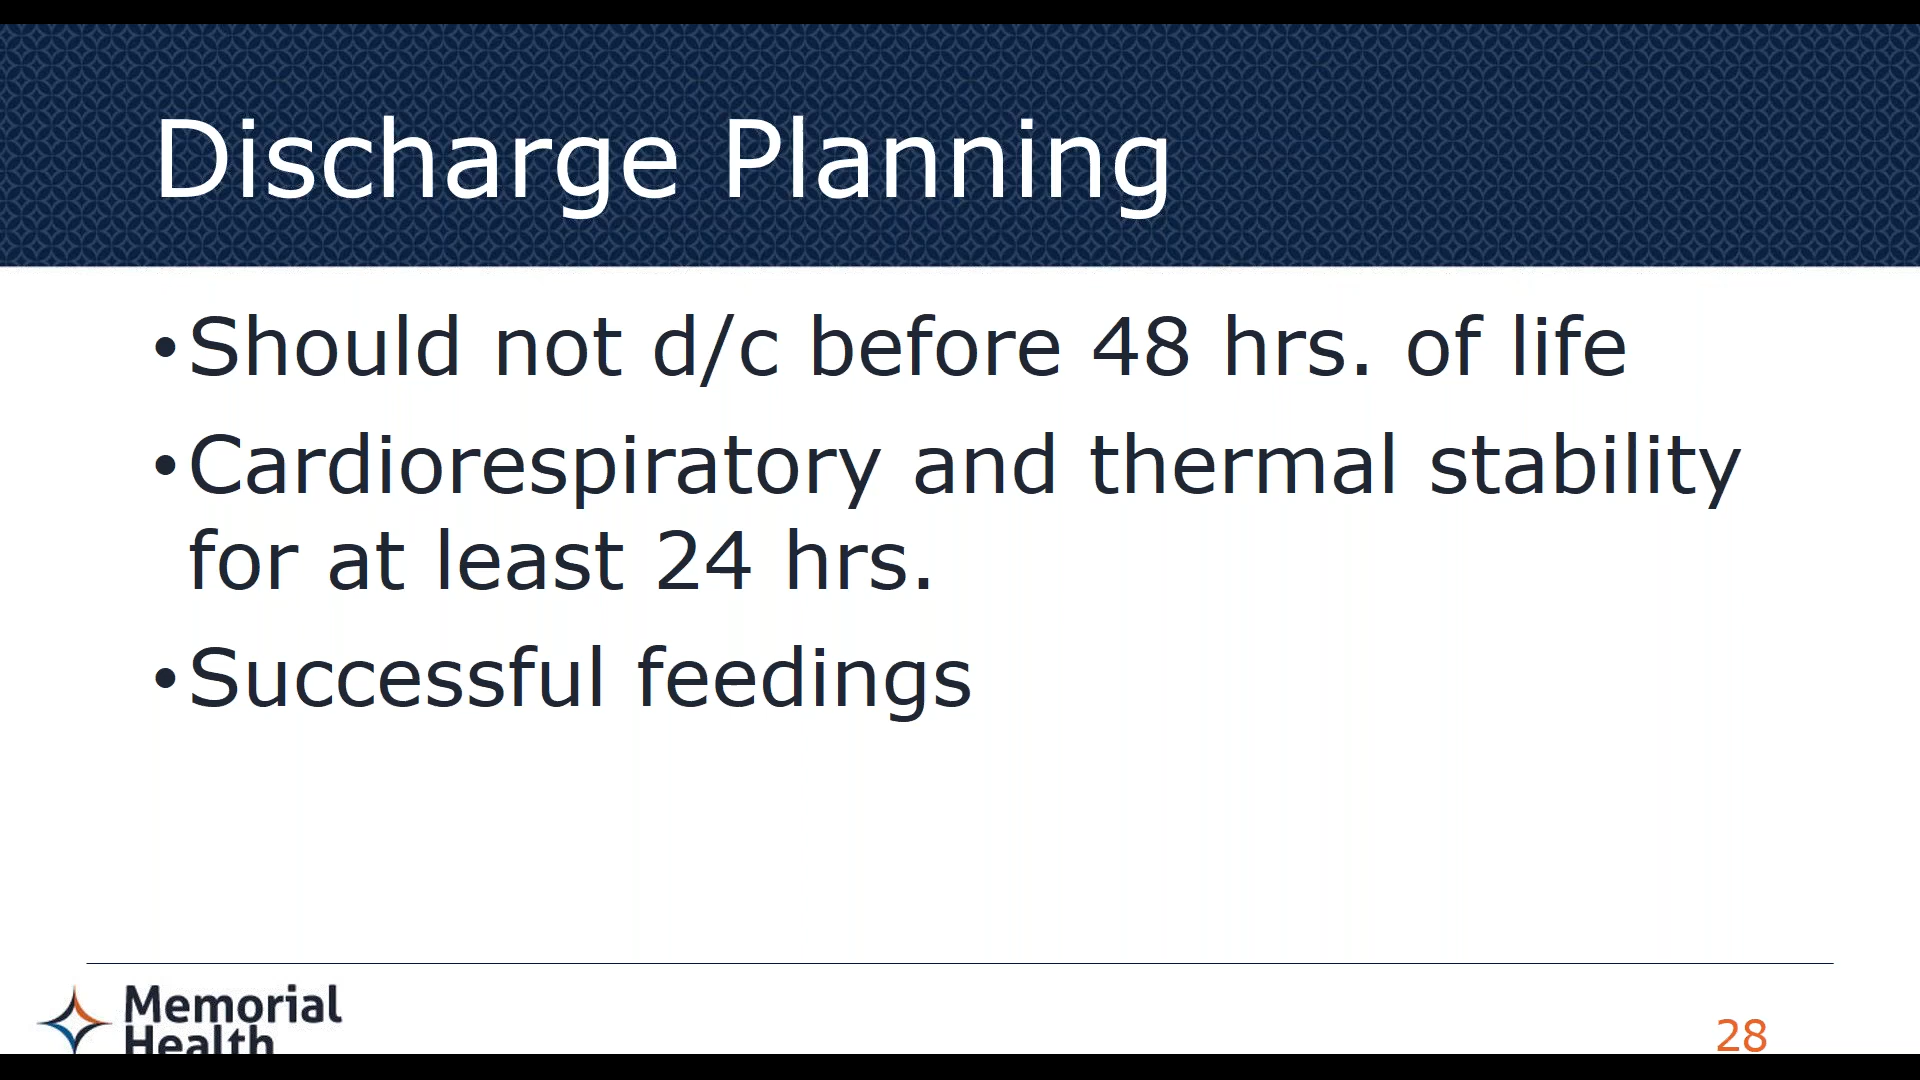 Discharge Planning
•Should not d/c before 48 hrs. of life
•Cardiorespiratory and thermal stability
for at least 24 hrs.
•Successful feedings
Memorial
Health
28